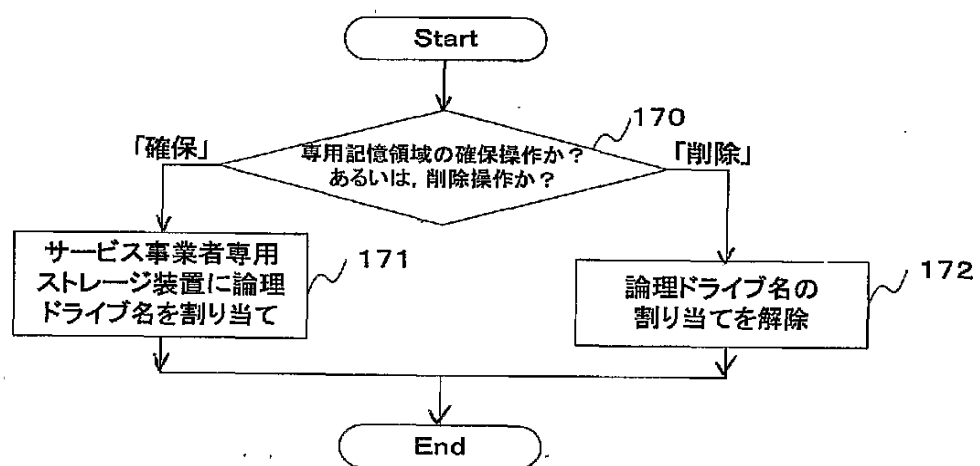 Start
170
「確保」
専用記憶領域の確保操作か？
あるいは，削除操作か？
「削除」
サービス事業者専用
ストレージ装置に論理
ドライブ名を割り当て
171
論理ドライブ名の
割り当てを解除
172
End